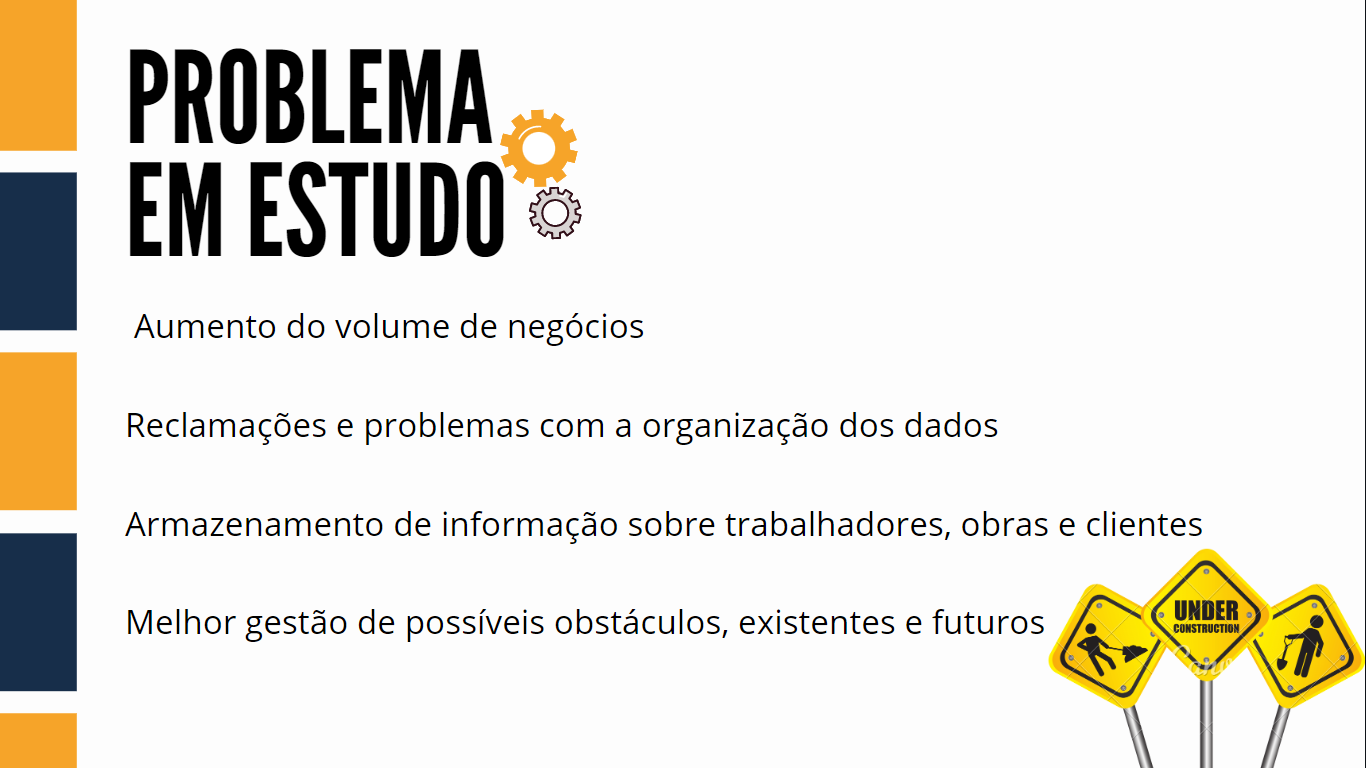 PROBLEMA
EM ESTUDO
Aumento do volume de negócios
Reclamações e problemas com a organização dos dados
Armazenamento de informação sobre trabalhadores, obras e clientes
Melhor gestão de possíveis obstáculos, existentes e futuros
UNDER
CONSTRUCTION